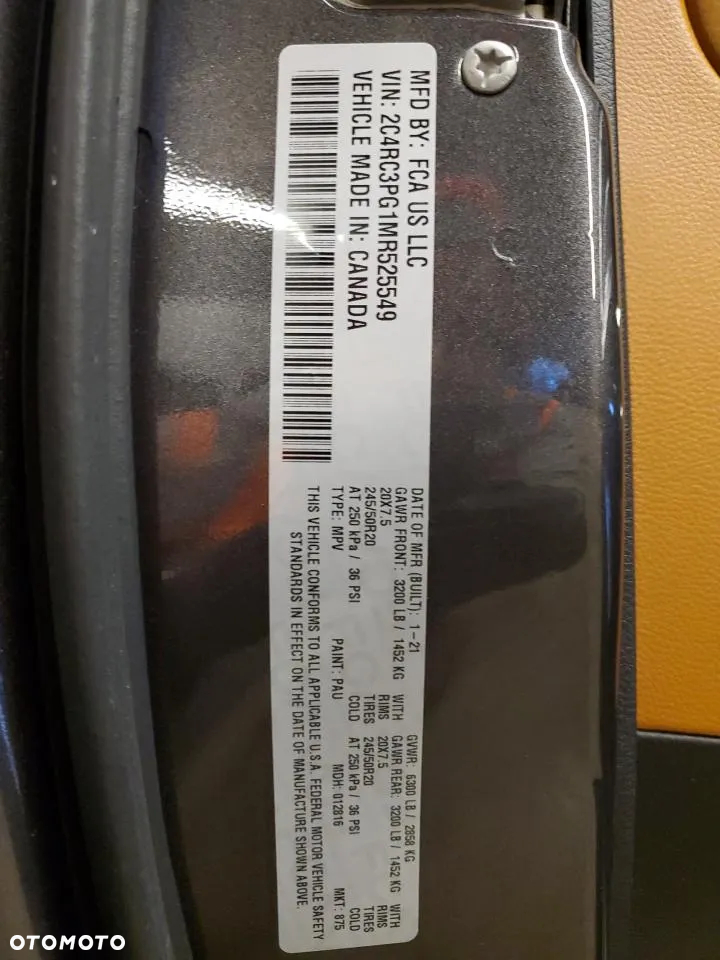 MFD BY: FCA US LLC
VIN: 2C4RC3PG1MR525549
VEHICLE MADE IN: CANADA
DATE OF MFR (BUILT): 1-21 GVWR: 6300 LB / 2858 KG
GAWR FRONT: 3200 LB / 1452 KG WITH GAWR REAR: 3200 LB / 1452 KG WITH
20X7.5 RIMS 20X7.5 RIMS
245/50R20 TIRES 245/50R20 TIRES
AT 250 kPa / 36 PSI COLD AT 250 kPa / 36 PSI COLD
TYPE: MPV PAINT: PAU MDH: 012816 MKT: 875
THIS VEHICLE CONFORMS TO ALL APPLICABLE U.S.A. FEDERAL MOTOR VEHICLE SAFETY
STANDARDS IN EFFECT ON THE DATE OF MANUFACTURE SHOWN ABOVE.
OTOMOTO